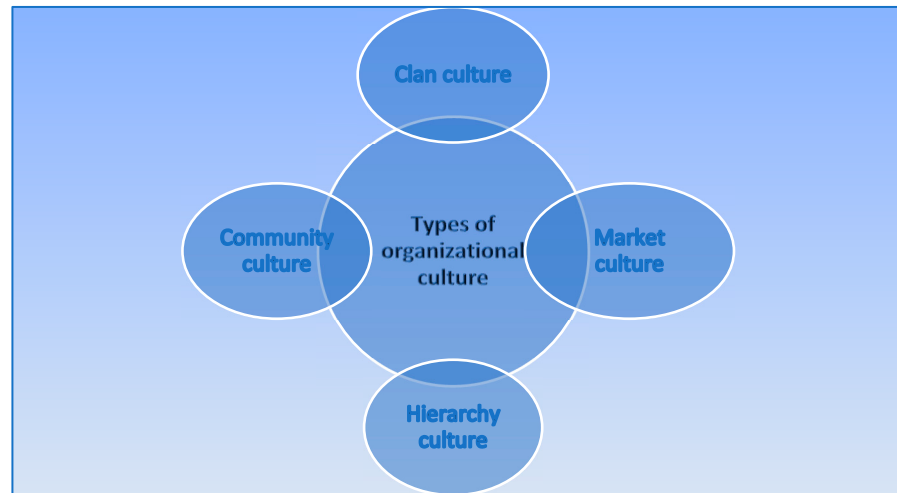 Clan culture
Community
culture
Types of
organizational
culture
Market
culture
Hierarchy
culture